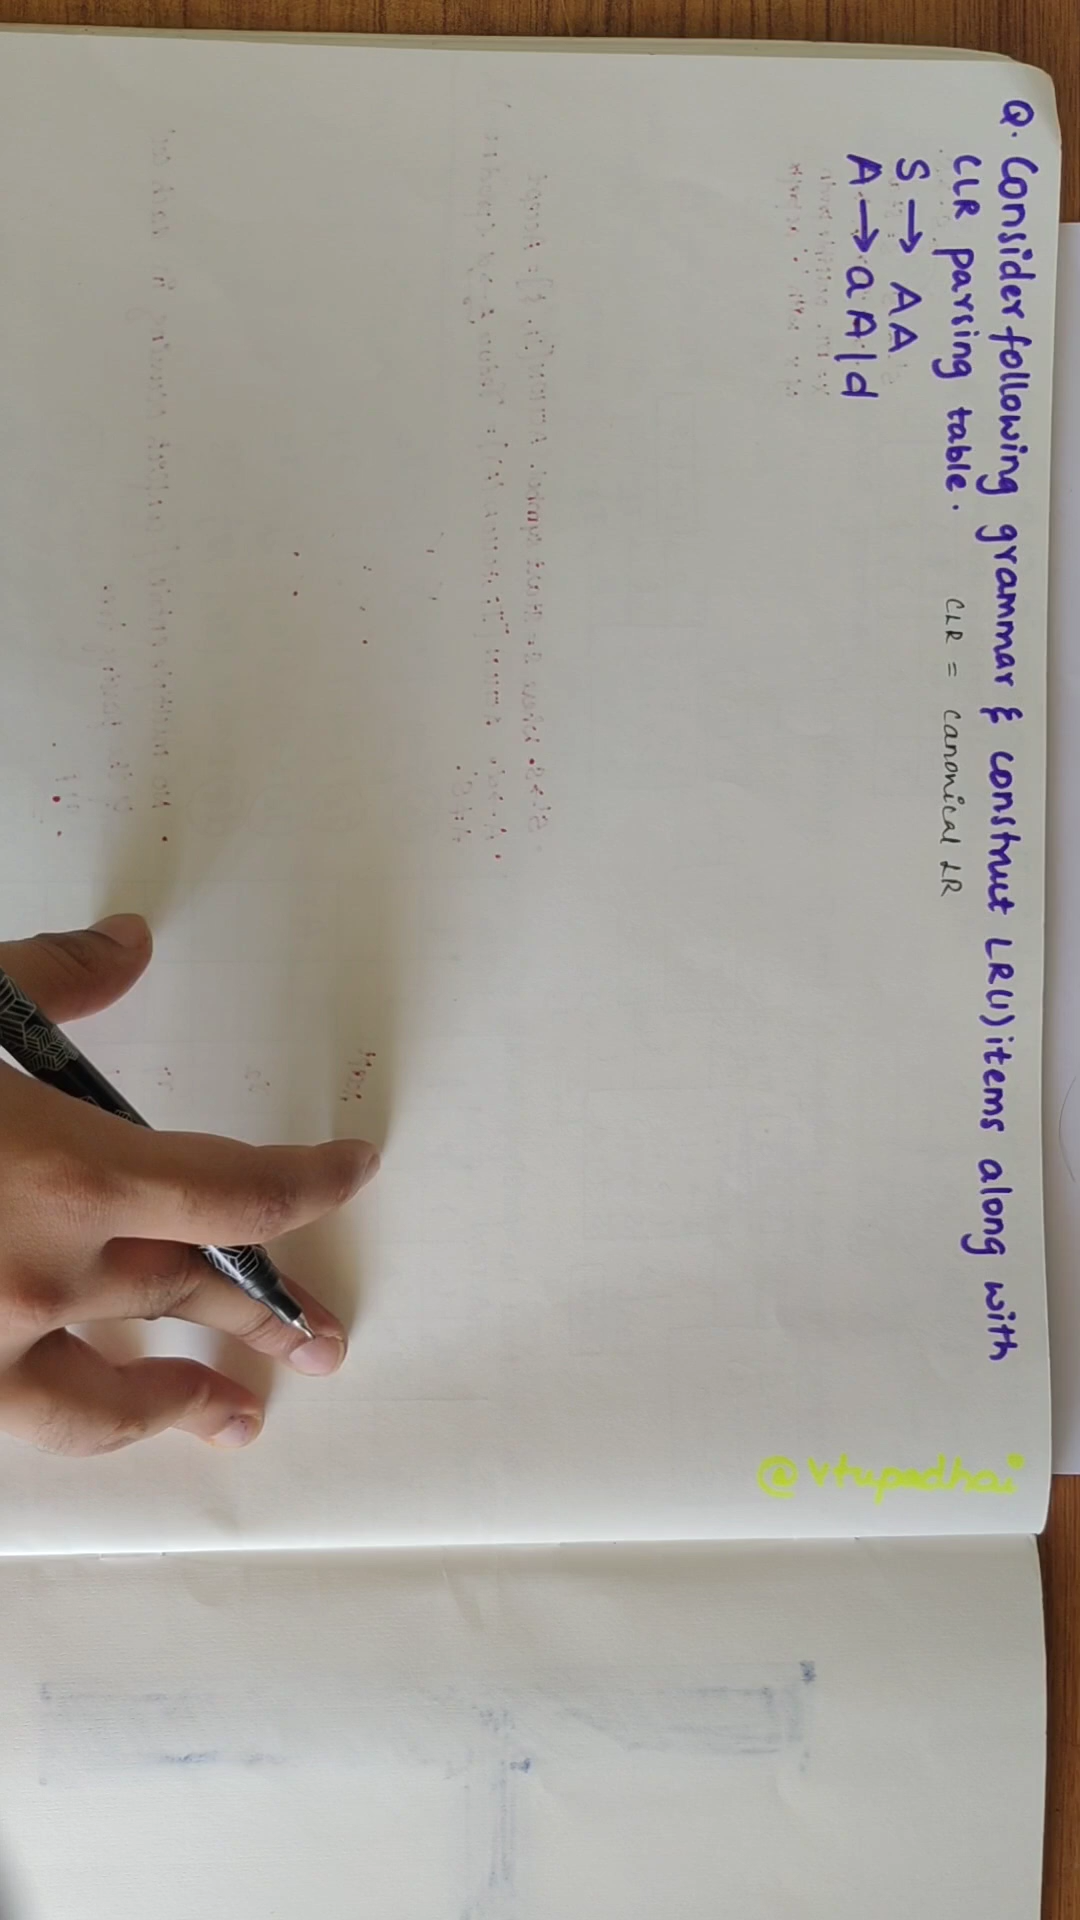 Q. Consider following grammar & construct LR(1) items along with
CLR parsing table. CLR = canonical LR
S → AA
A → aA/d
@vtupadhai